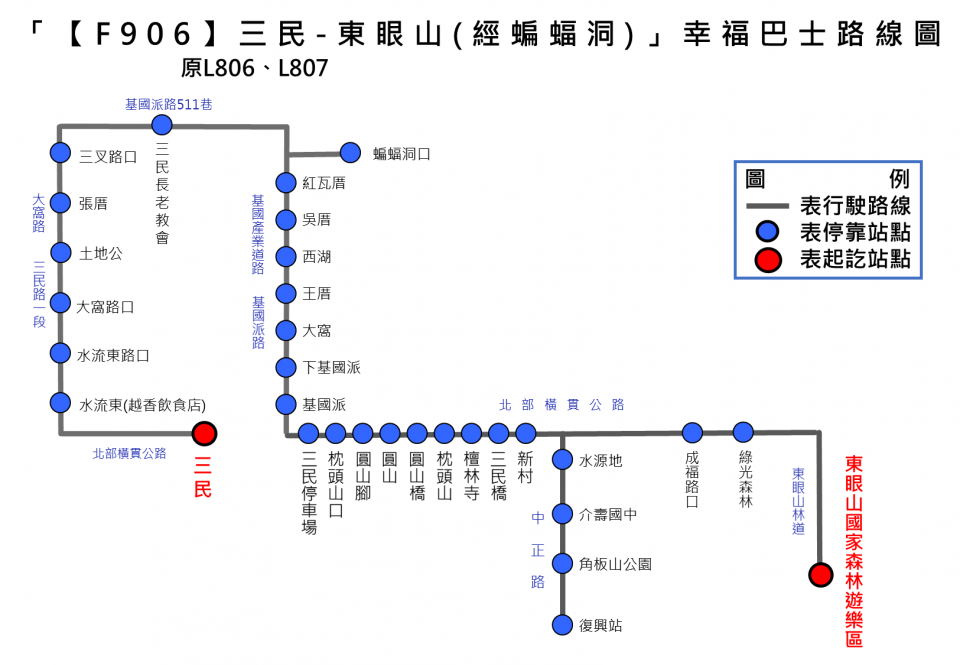 「【F906】三民-東眼山(經蝙蝠洞)」幸福巴士路線圖
原L806、L807
基國派路511巷
三叉路口
三民長老教會
蝙蝠洞口
圖例
表行駛路線
表停靠站點
表起訖站點
大窩路
張厝
土地公
三民路一段
大窩路口
水流東路口
水流東(越香飲食店)
北部橫貫公路
三民
紅瓦厝
吳厝
基國產業道路
西湖
王厝
基國派路
大窩
下基國派
基國派
北部橫貫公路
三民停車場
枕頭山口
圓山腳
圓山
圓山橋
枕頭山
檀林寺
三民橋
新村
水源地
介壽國中
中正路
角板山公園
復興站
成福路口
綠光森林
東眼山林道
東眼山國家森林遊樂區